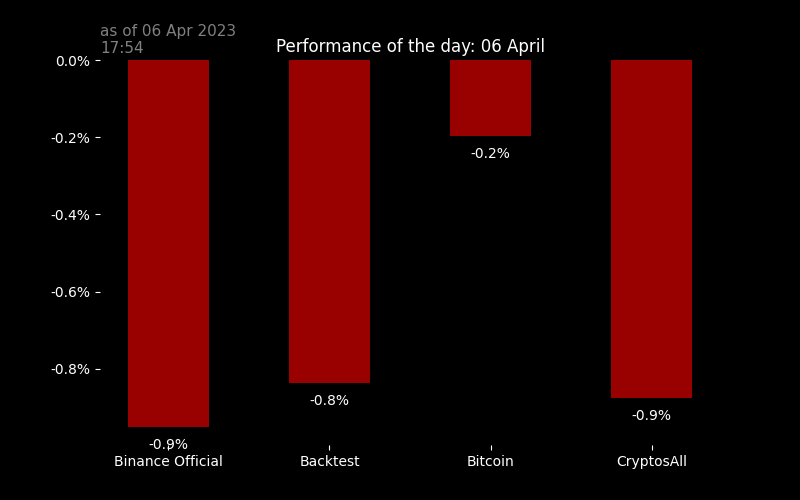 as of 06 Apr 2023
17:54
Performance of the day: 06 April
0.0%
-0.2%
-0.4%
-0.6%
-0.8%
-0.9%
-0.8%
-0.2%
-0.9%
Binance Official
Backtest
Bitcoin
CryptosAll